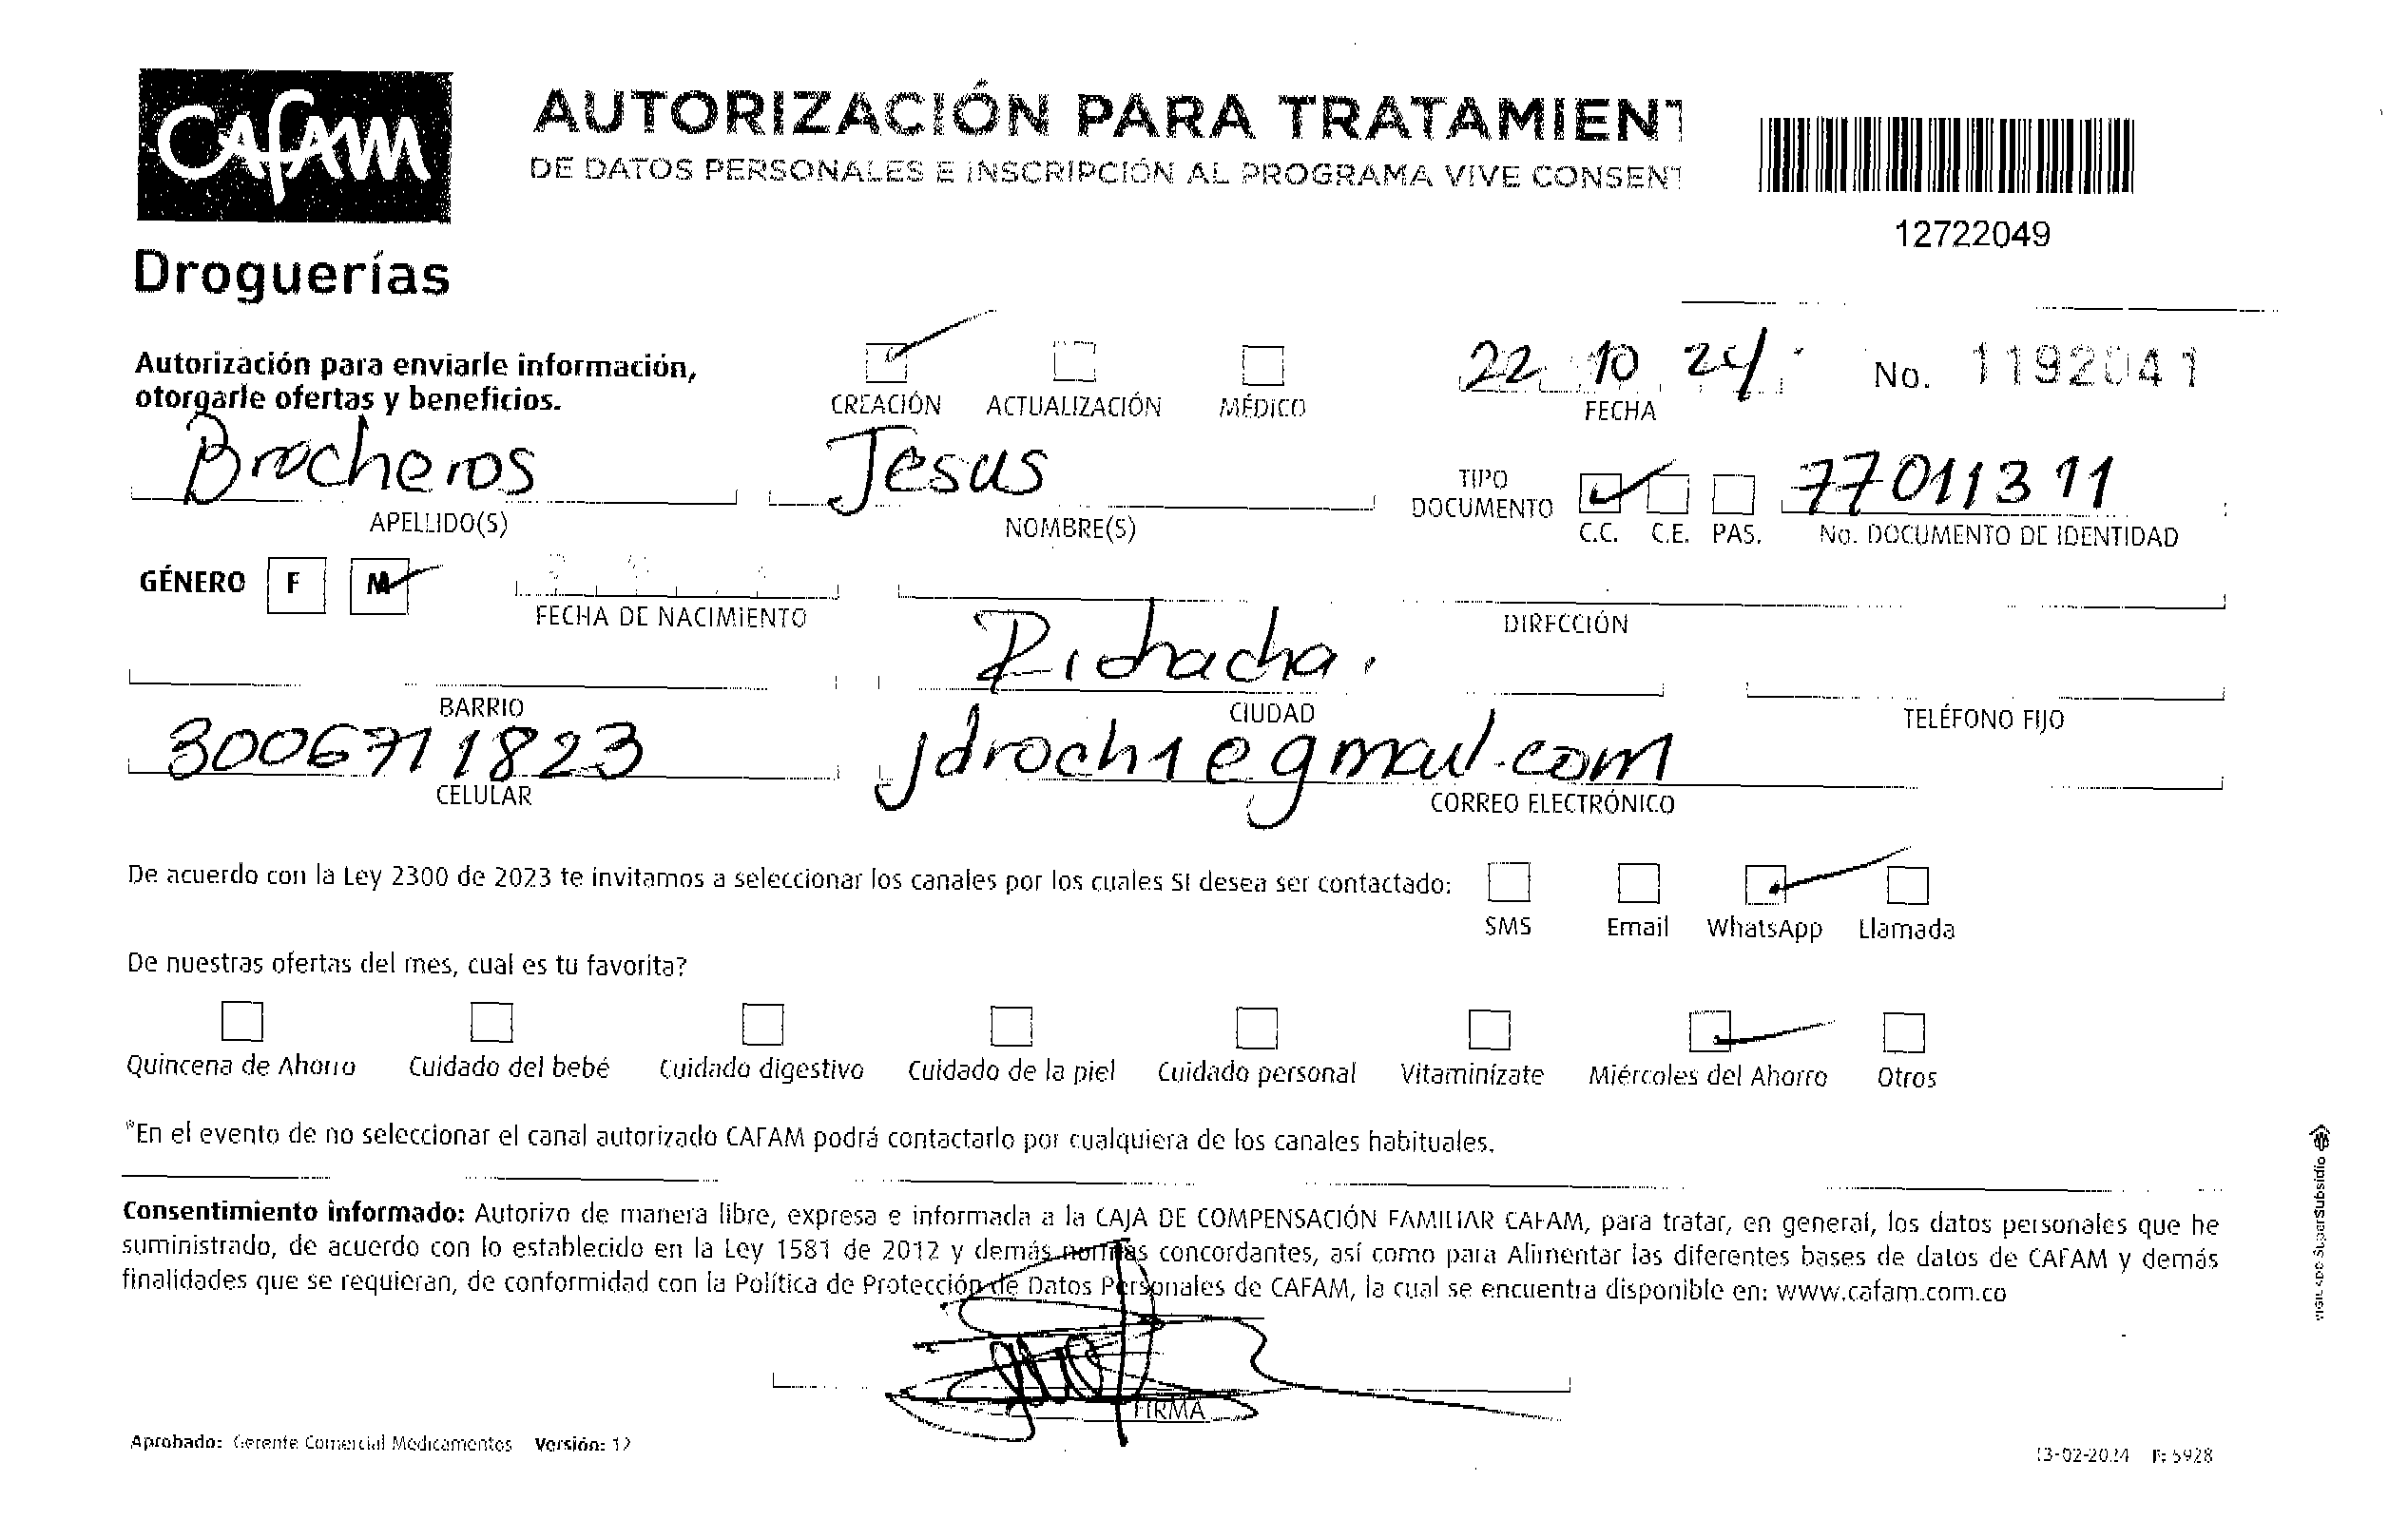 CAfAM
AUTORIZACIÓN PARA TRATAMIENT
DE DATOS PERSONALES E INSCRIPCIÓN AL PROGRAMA VIVE CONSENT
12722049
Droguerías
Autorización para enviarle información,
otorgarle ofertas y beneficios.
CREACIÓN ACTUALIZACIÓN MÉDICO
22 10 24
FECHA
No. 1192041
Brocheros
APELLIDO(S)
Jesus
NOMBRE(S)
TIPO
DOCUMENTO
C.C. C.E. PAS.
77011311
No. DOCUMENTO DE IDENTIDAD
GÉNERO F M
FECHA DE NACIMIENTO
DIRECCIÓN
BARRIO
CIUDAD
TELÉFONO FIJO
3006711823
CELULAR
jdroch1@gmail.com
CORREO ELECTRÓNICO
De acuerdo con la Ley 2300 de 2023 te invitamos a seleccionar los canales por los cuales SI desea ser contactado:
SMS Email WhatsApp Llamada
De nuestras ofertas del mes, cual es tu favorita?
Quincena de Ahorro Cuidado del bebé Cuidado digestivo Cuidado de la piel Cuidado personal Vitaminízate Miércoles del Ahorro Otros
*En el evento de no seleccionar el canal autorizado CAFAM podrá contactarlo por cualquiera de los canales habituales.
Consentimiento informado: Autorizo de manera libre, expresa e informada a la CAJA DE COMPENSACIÓN FAMILIAR CAFAM, para tratar, en general, los datos personales que he
suministrado, de acuerdo con lo establecido en la Ley 1581 de 2012 y demás normas concordantes, así como para Alimentar las diferentes bases de datos de CAFAM y demás
finalidades que se requieran, de conformidad con la Política de Protección de Datos Personales de CAFAM, la cual se encuentra disponible en: www.cafam.com.co
FIRMA
Aprobado: Gerente Comercial Medicamentos Versión: 12
13-02-2024 F: 5928
VIGILADO SuperSubsidio